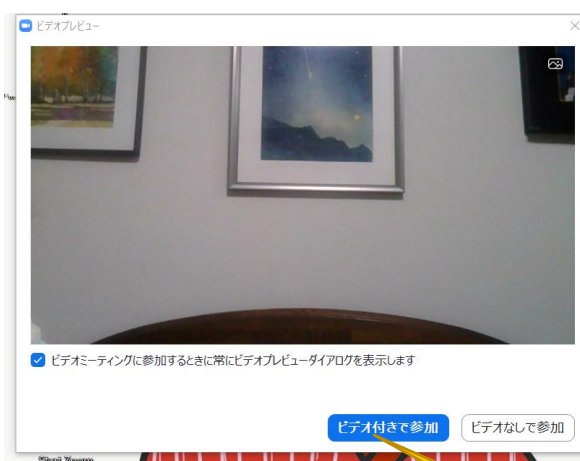 ビデオプレビュー
ビデオミーティングに参加するときに常にビデオプレビューダイアログを表示します
ビデオ付きで参加
ビデオなしで参加